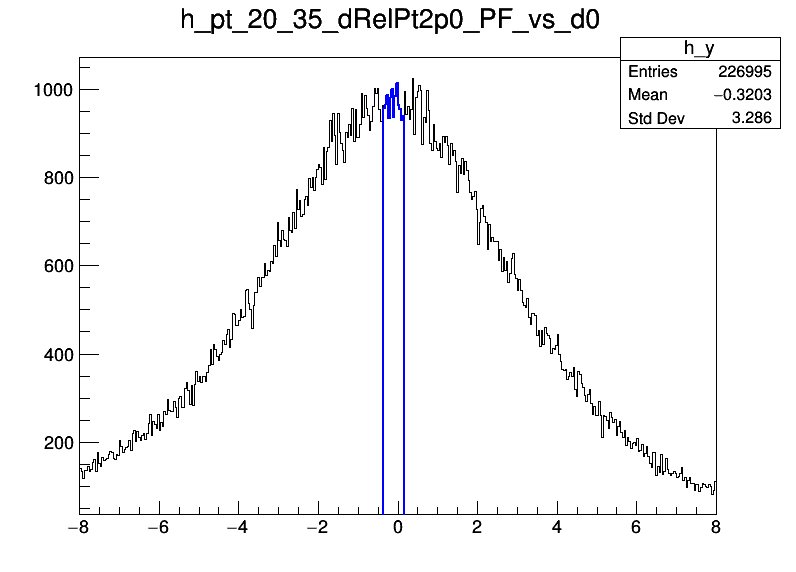 h_pt_20_35_dRelPt2p0_PF_vs_d0
h_y
Entries 226995
Mean −0.3203
Std Dev 3.286
1000
800
600
400
200
−8 −6 −4 −2 0 2 4 6 8